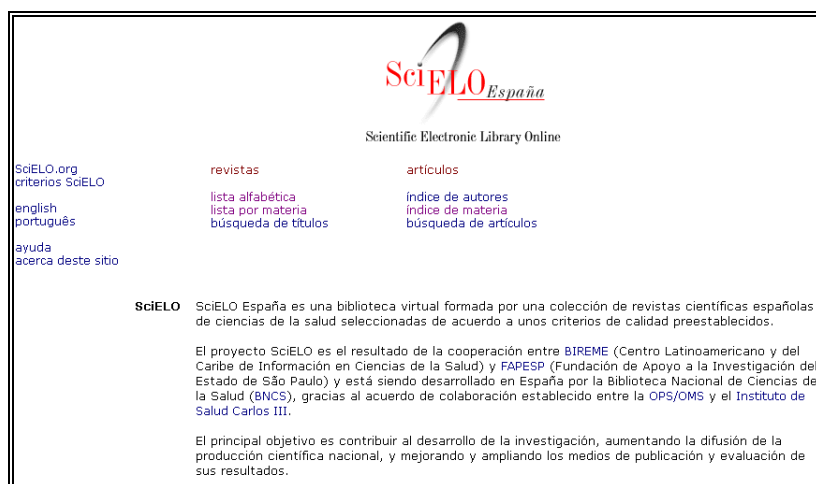 SciELO España
Scientific Electronic Library Online
SciELO.org
criterios SciELO
english
português
ayuda
acerca deste sitio
revistas
lista alfabética
lista por materia
búsqueda de títulos
artículos
índice de autores
índice de materia
búsqueda de artículos
SciELO
SciELO España es una biblioteca virtual formada por una colección de revistas científicas españolas
de ciencias de la salud seleccionadas de acuerdo a unos criterios de calidad preestablecidos.
El proyecto SciELO es el resultado de la cooperación entre BIREME (Centro Latinoamericano y del
Caribe de Información en Ciencias de la Salud) y FAPESP (Fundación de Apoyo a la Investigación del
Estado de São Paulo) y está siendo desarrollado en España por la Biblioteca Nacional de Ciencias de
la Salud (BNCS), gracias al acuerdo de colaboración establecido entre la OPS/OMS y el Instituto de
Salud Carlos III.
El principal objetivo es contribuir al desarrollo de la investigación, aumentando la difusión de la
producción científica nacional, y mejorando y ampliando los medios de publicación y evaluación de
sus resultados.